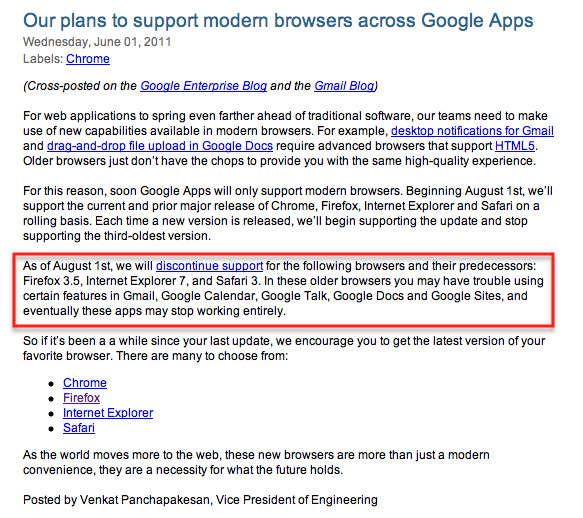 Our plans to support modern browsers across Google Apps
Wednesday, June 01, 2011
Labels: Chrome
(Cross-posted on the Google Enterprise Blog and the Gmail Blog)
For web applications to spring even farther ahead of traditional software, our teams need to make
use of new capabilities available in modern browsers. For example, desktop notifications for Gmail
and drag-and-drop file upload in Google Docs require advanced browsers that support HTML5.
Older browsers just don’t have the chops to provide you with the same high-quality experience.
For this reason, soon Google Apps will only support modern browsers. Beginning August 1st, we’ll
support the current and prior major release of Chrome, Firefox, Internet Explorer and Safari on a
rolling basis. Each time a new version is released, we’ll begin supporting the update and stop
supporting the third-oldest version.
As of August 1st, we will discontinue support for the following browsers and their predecessors:
Firefox 3.5, Internet Explorer 7, and Safari 3. In these older browsers you may have trouble using
certain features in Gmail, Google Calendar, Google Talk, Google Docs and Google Sites, and
eventually these apps may stop working entirely.
So if it’s been a a while since your last update, we encourage you to get the latest version of your
favorite browser. There are many to choose from:
• Chrome
• Firefox
• Internet Explorer
• Safari
As the world moves more to the web, these new browsers are more than just a modern
convenience, they are a necessity for what the future holds.
Posted by Venkat Panchapakesan, Vice President of Engineering